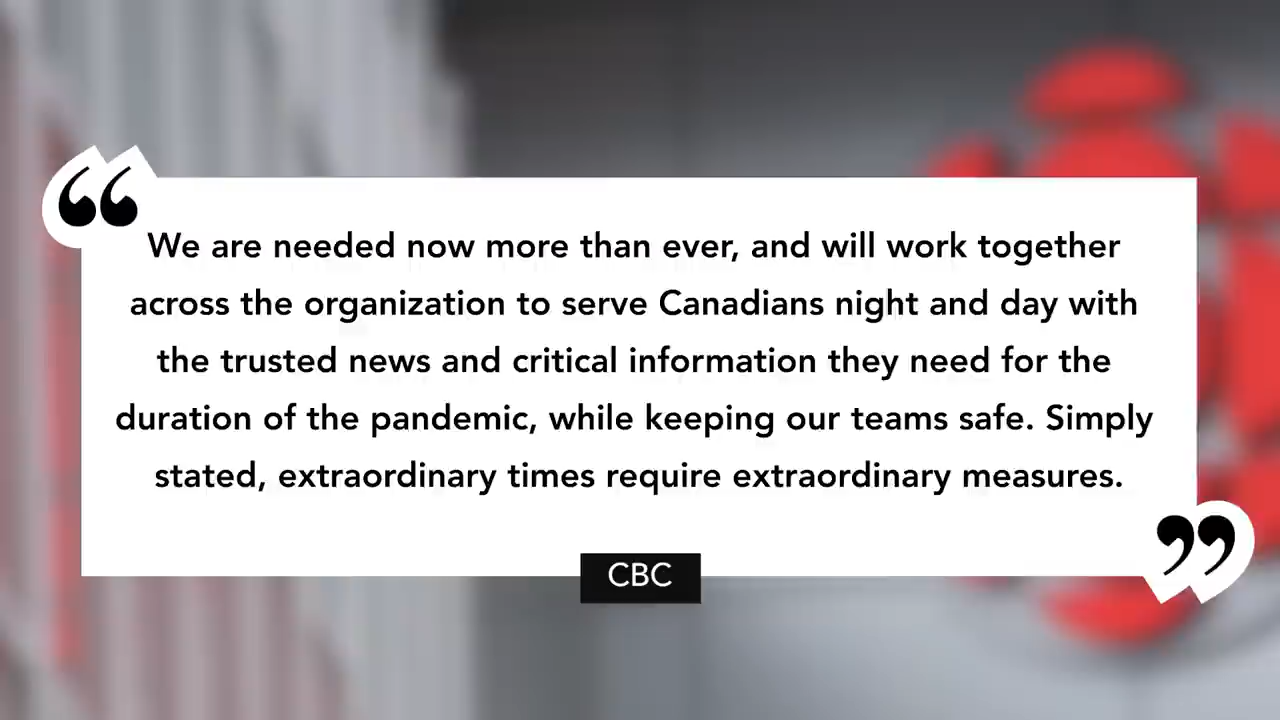 “
We are needed now more than ever, and will work together
across the organization to serve Canadians night and day with
the trusted news and critical information they need for the
duration of the pandemic, while keeping our teams safe. Simply
stated, extraordinary times require extraordinary measures.
”
CBC